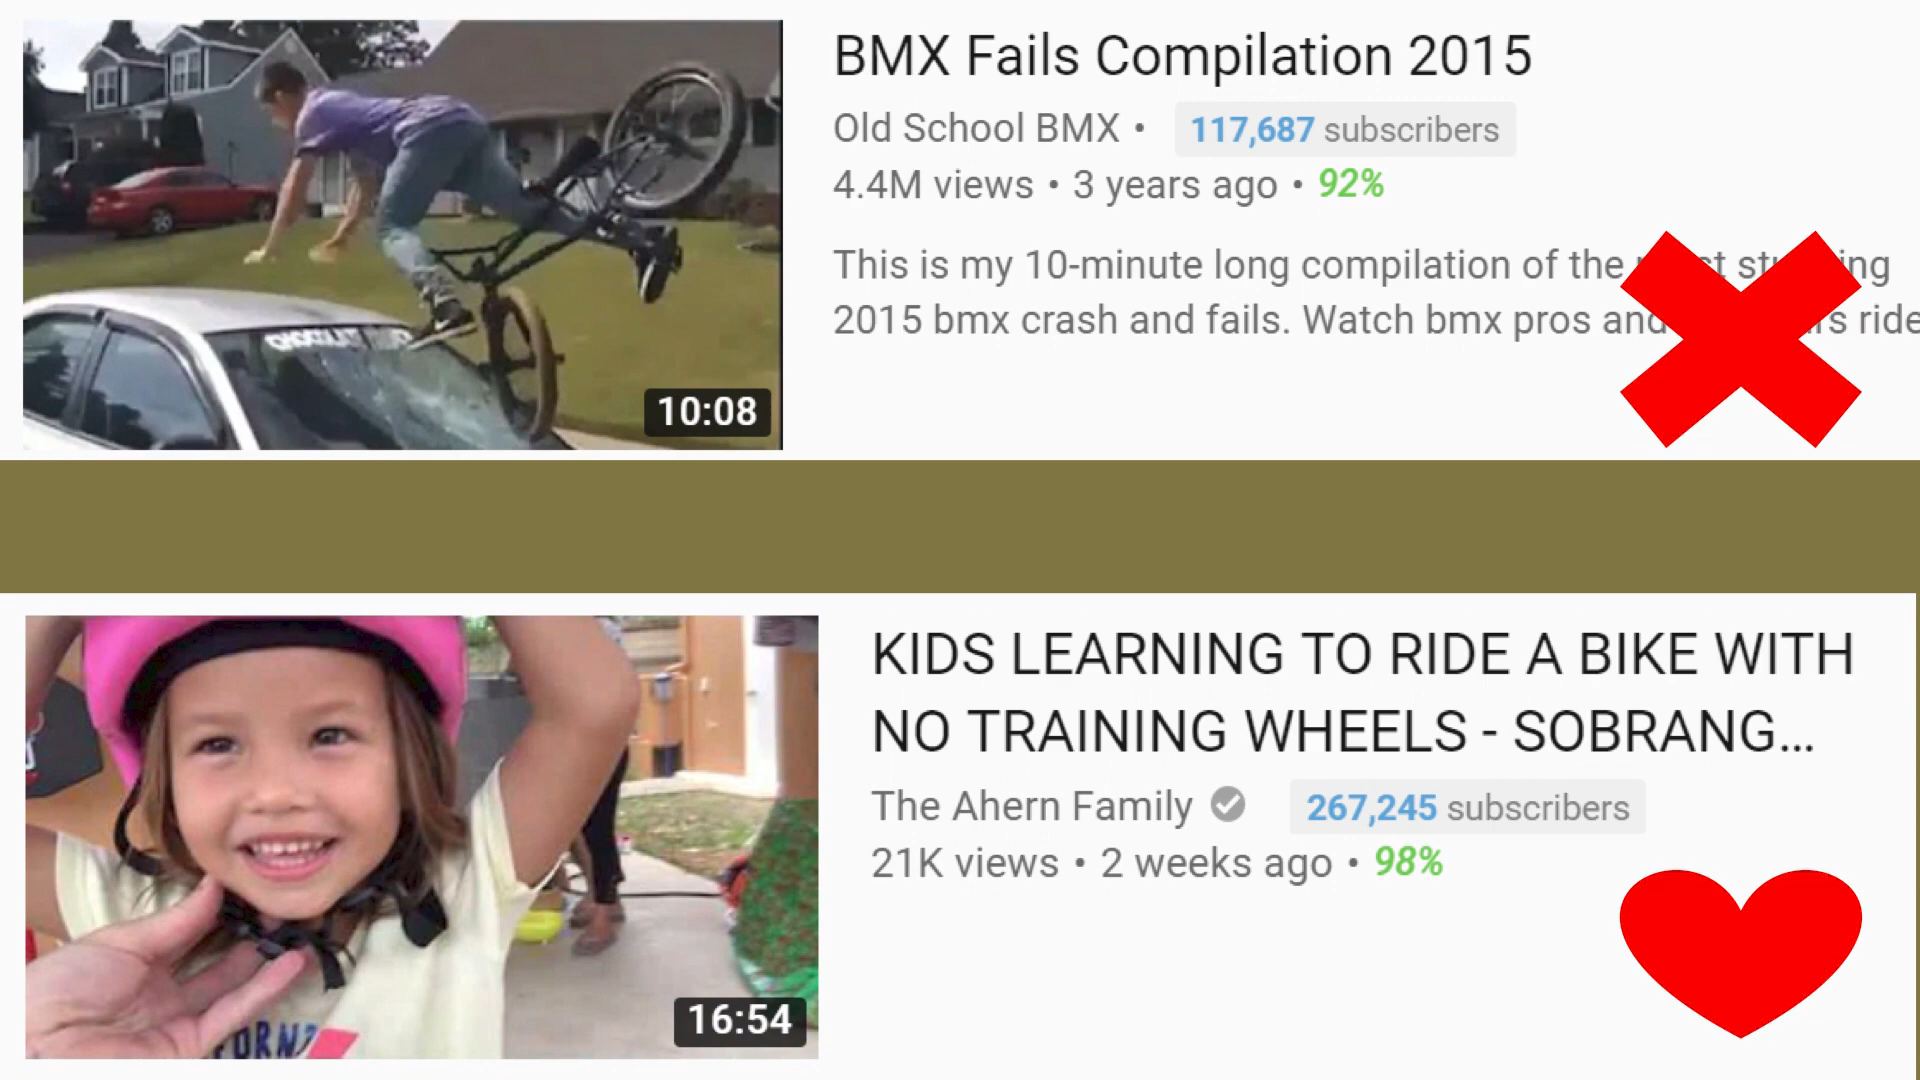 BMX Fails Compilation 2015
Old School BMX • 117,687 subscribers
4.4M views • 3 years ago • 92%
This is my 10-minute long compilation of the
2015 bmx crash and fails. Watch bmx pros and ride
10:08
KIDS LEARNING TO RIDE A BIKE WITH
NO TRAINING WHEELS - SOBRANG...
The Ahern Family 267,245 subscribers
21K views • 2 weeks ago • 98%
16:54